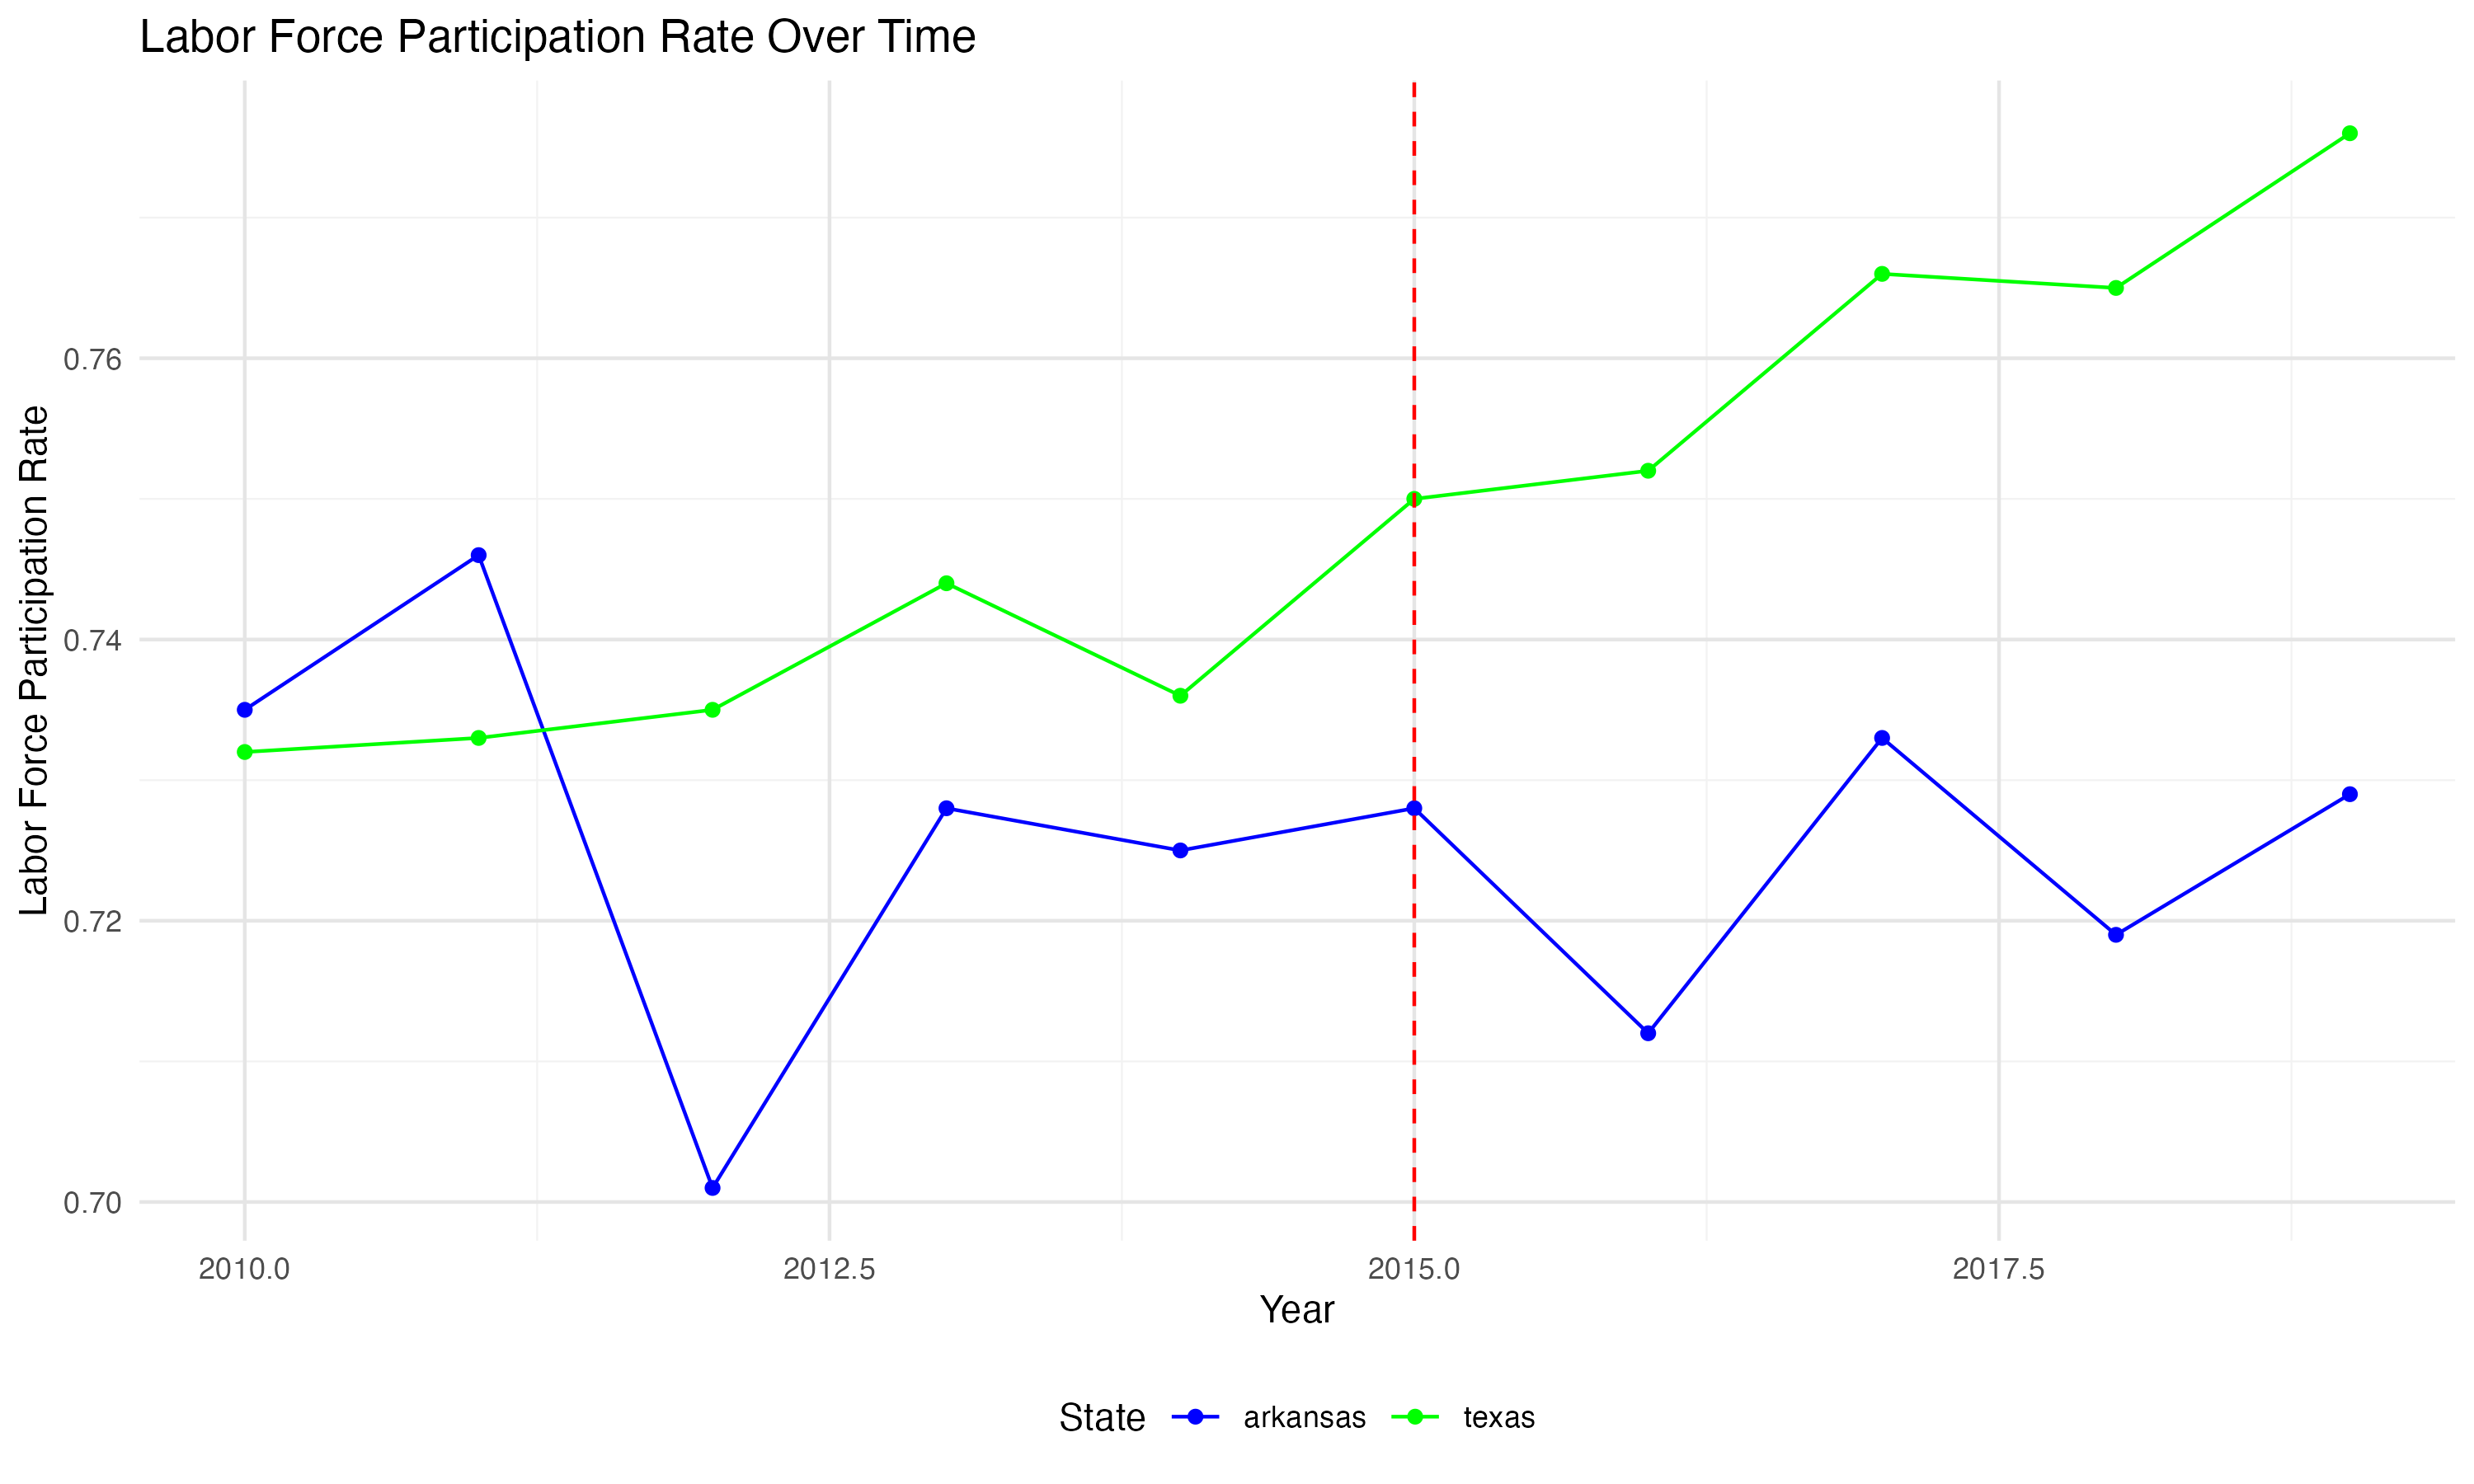 Labor Force Participation Rate Over Time
Labor Force Participation Rate
0.76
0.74
0.72
0.70
2010.0 2012.5 2015.0 2017.5
Year
State arkansas texas